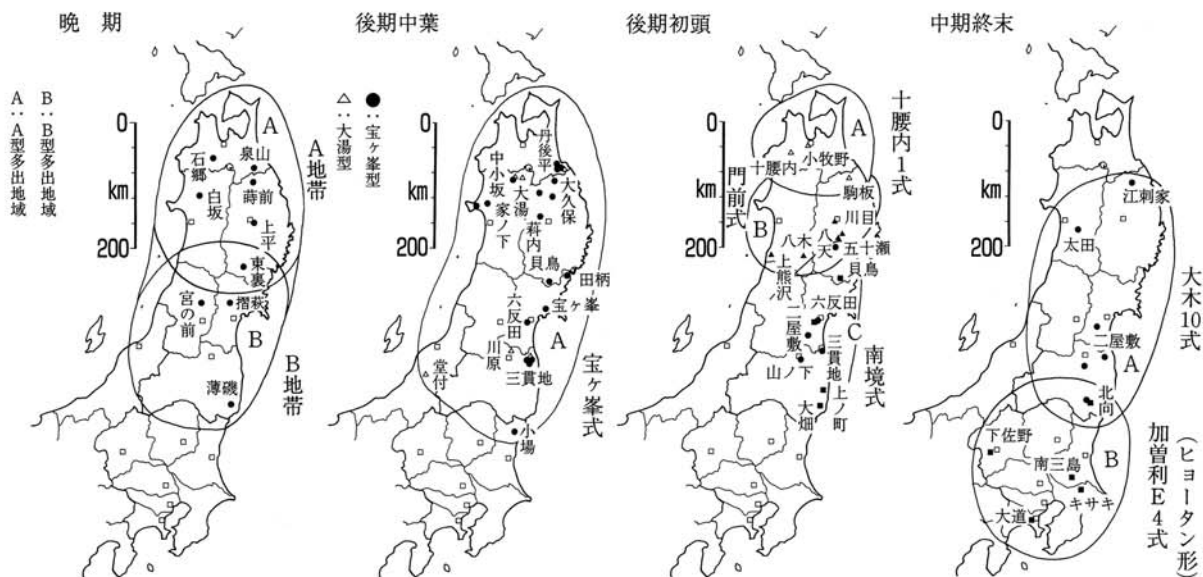 晩期
A：A型多出地域
B：B型多出地域
0
km
200
A
石郷
泉山
白坂
蒔前
上平
東裏
宮の前
摺萩
B
薄磯
A地帯
B地帯
後期中葉
△：大湯型
●：宝ヶ峯型
0
km
200
丹後平
中小坂
大湯
大久保
家ノ下
萪内
貝鳥
田柄
六反田
宝ヶ峯
川原
A
三貫地
堂付
小場
宝ヶ峯式
後期初頭
0
km
200
A
十腰内
小牧野
駒板
B
川目
八木
八天
五十瀬
上熊沢
貝鳥
六反田
二屋敷
C
三貫地
山ノ下
上ノ町
大畑
十腰内1式
門前式
南境式
中期終末
0
km
200
江刺家
太田
二屋敷
A
北向
下佐野
B
南三島
キサキ
大道
大木10式
加曽利E4式
（ヒョータン形）